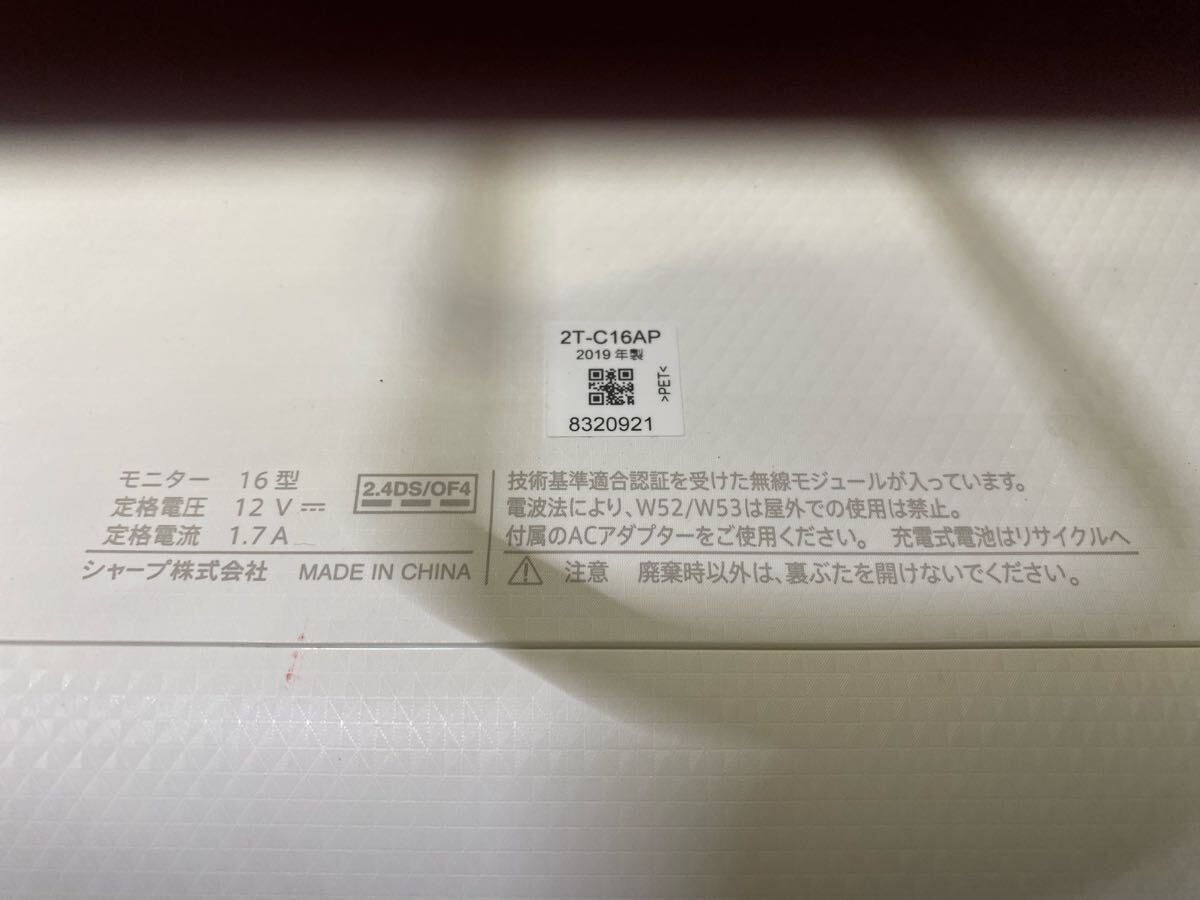 2T-C16AP
2019 年製
>PET<
8320921
モニター 16型
定格電圧 12 V
定格電流 1.7 A
2.4DS/OF4
シャープ株式会社 MADE IN CHINA
技術基準適合認証を受けた無線モジュールが入っています。
電波法により、W52/W53は屋外での使用は禁止。
付属のACアダプターをご使用ください。 充電式電池はリサイクルへ
注意 廃棄時以外は、裏ぶたを開けないでください。